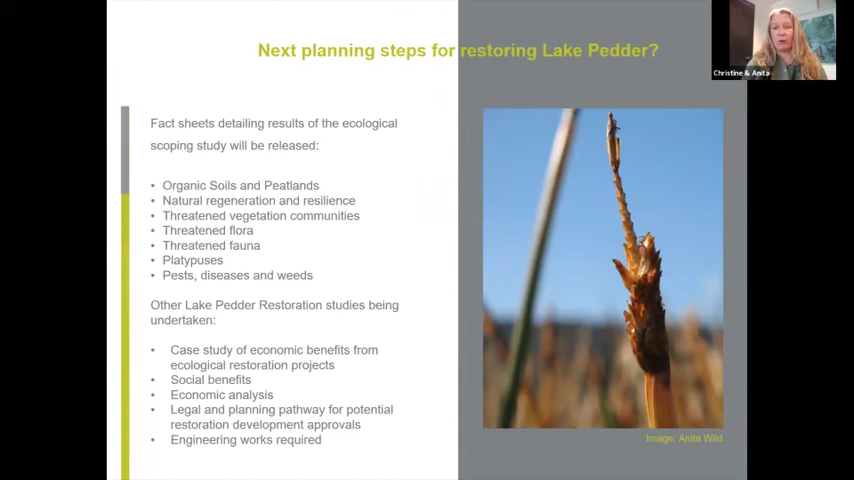 Next planning steps for restoring Lake Pedder?
Christine & Anita
Fact sheets detailing results of the ecological
scoping study will be released:
• Organic Soils and Peatlands
• Natural regeneration and resilience
• Threatened vegetation communities
• Threatened flora
• Threatened fauna
• Platypuses
• Pests, diseases and weeds
Other Lake Pedder Restoration studies being
undertaken:
• Case study of economic benefits from
ecological restoration projects
• Social benefits
• Economic analysis
• Legal and planning pathway for potential
restoration development approvals
• Engineering works required
Image: Anita Wild